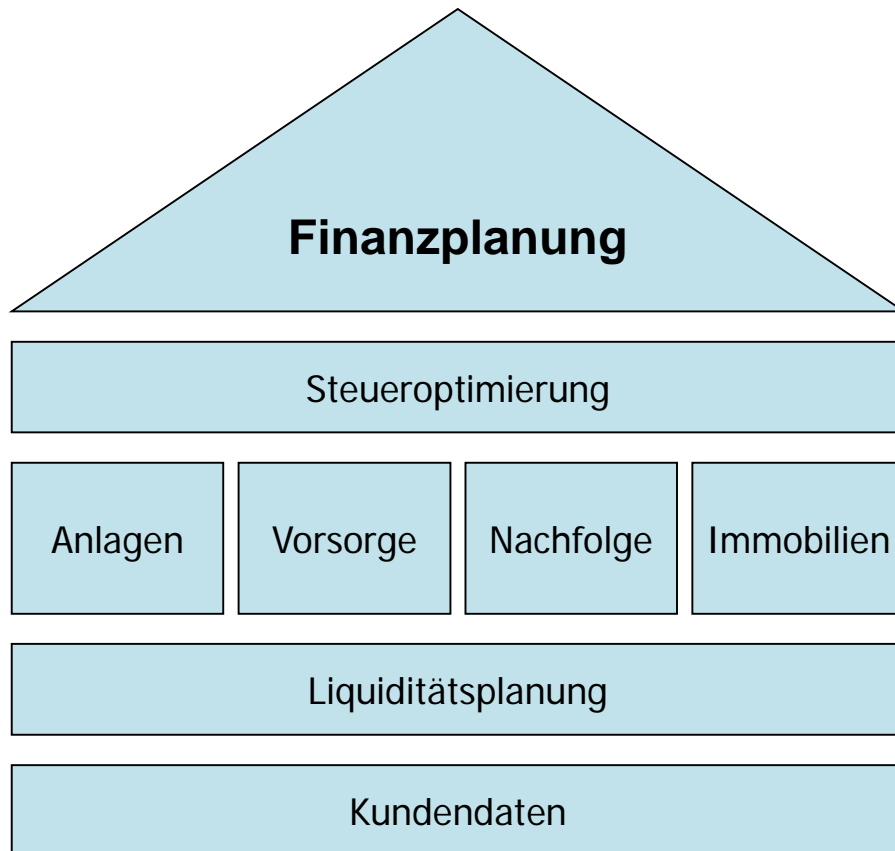 Finanzplanung
Steueroptimierung
Anlagen
Vorsorge
Nachfolge
Immobilien
Liquiditätsplanung
Kundendaten